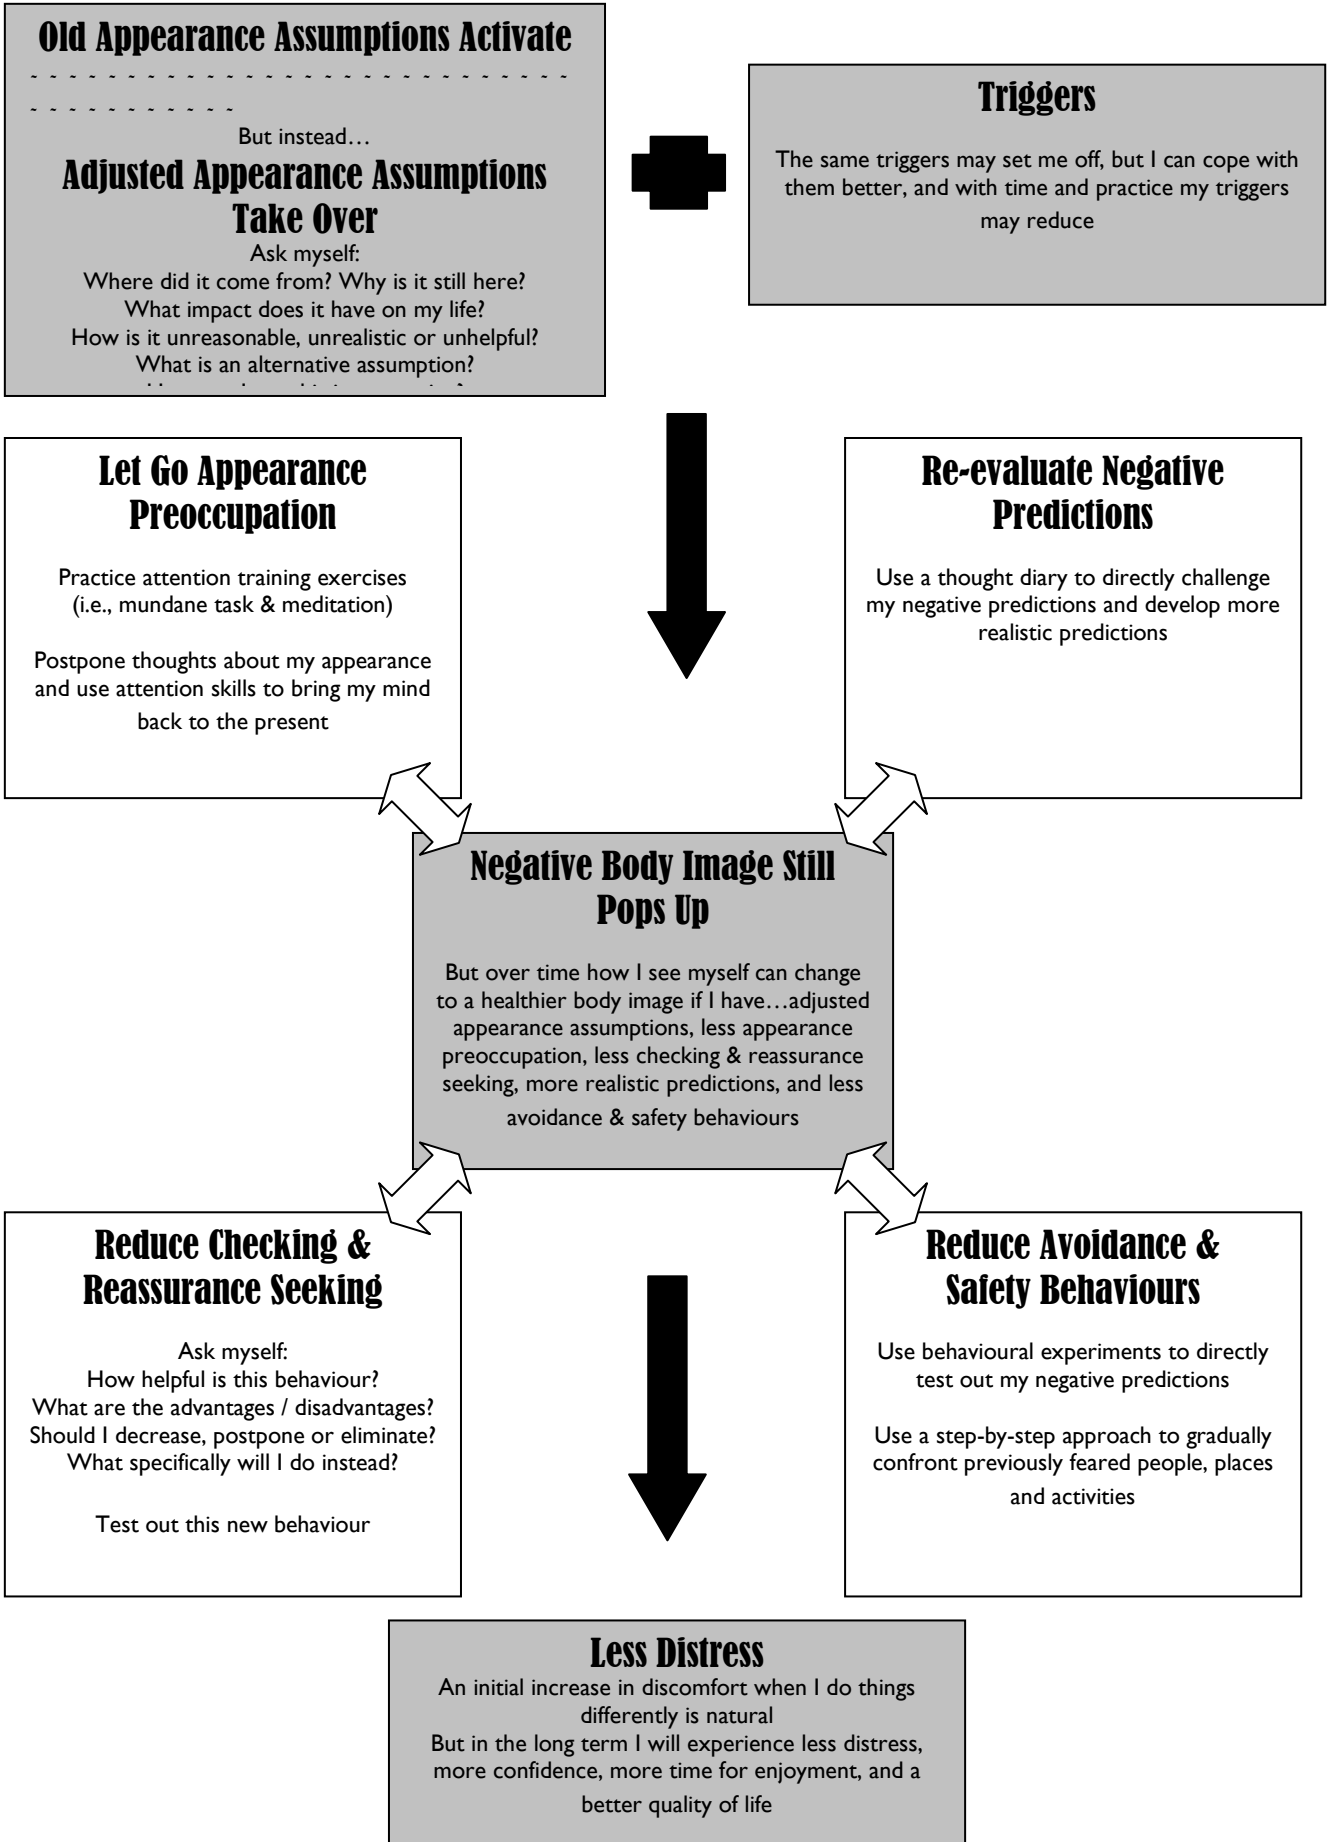 Old Appearance Assumptions Activate
~ ~ ~ ~ ~ ~ ~ ~ ~ ~ ~ ~ ~ ~ ~ ~ ~ ~ ~ ~ ~ ~ ~ ~ ~ ~ ~ ~
~ ~ ~ ~ ~ ~ ~ ~ ~ ~ ~
But instead…
Adjusted Appearance Assumptions
Take Over
Ask myself:
Where did it come from? Why is it still here?
What impact does it have on my life?
How is it unreasonable, unrealistic or unhelpful?
What is an alternative assumption?
Triggers
The same triggers may set me off, but I can cope with
them better, and with time and practice my triggers
may reduce
Let Go Appearance
Preoccupation
Practice attention training exercises
(i.e., mundane task & meditation)
Postpone thoughts about my appearance
and use attention skills to bring my mind
back to the present
Re-evaluate Negative
Predictions
Use a thought diary to directly challenge
my negative predictions and develop more
realistic predictions
Negative Body Image Still
Pops Up
But over time how I see myself can change
to a healthier body image if I have…adjusted
appearance assumptions, less appearance
preoccupation, less checking & reassurance
seeking, more realistic predictions, and less
avoidance & safety behaviours
Reduce Checking &
Reassurance Seeking
Ask myself:
How helpful is this behaviour?
What are the advantages / disadvantages?
Should I decrease, postpone or eliminate?
What specifically will I do instead?
Test out this new behaviour
Reduce Avoidance &
Safety Behaviours
Use behavioural experiments to directly
test out my negative predictions
Use a step-by-step approach to gradually
confront previously feared people, places
and activities
Less Distress
An initial increase in discomfort when I do things
differently is natural
But in the long term I will experience less distress,
more confidence, more time for enjoyment, and a
better quality of life